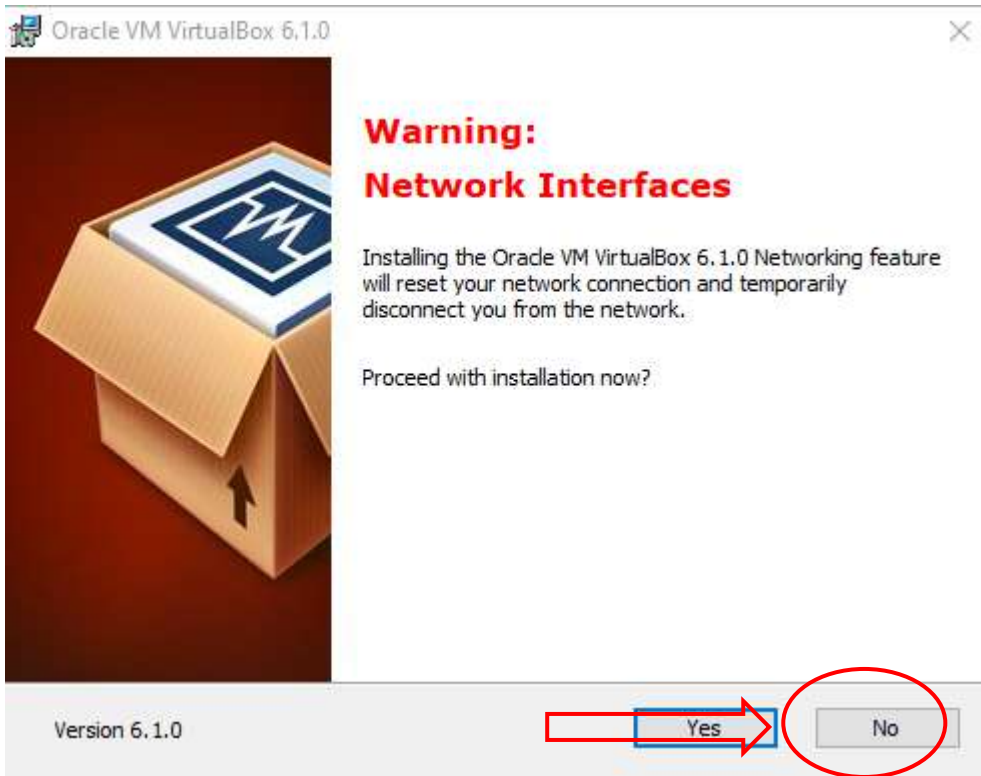 Oracle VM VirtualBox 6.1.0
Warning:
Network Interfaces
Installing the Oracle VM VirtualBox 6.1.0 Networking feature
will reset your network connection and temporarily
disconnect you from the network.
Proceed with installation now?
Version 6.1.0
Yes
No